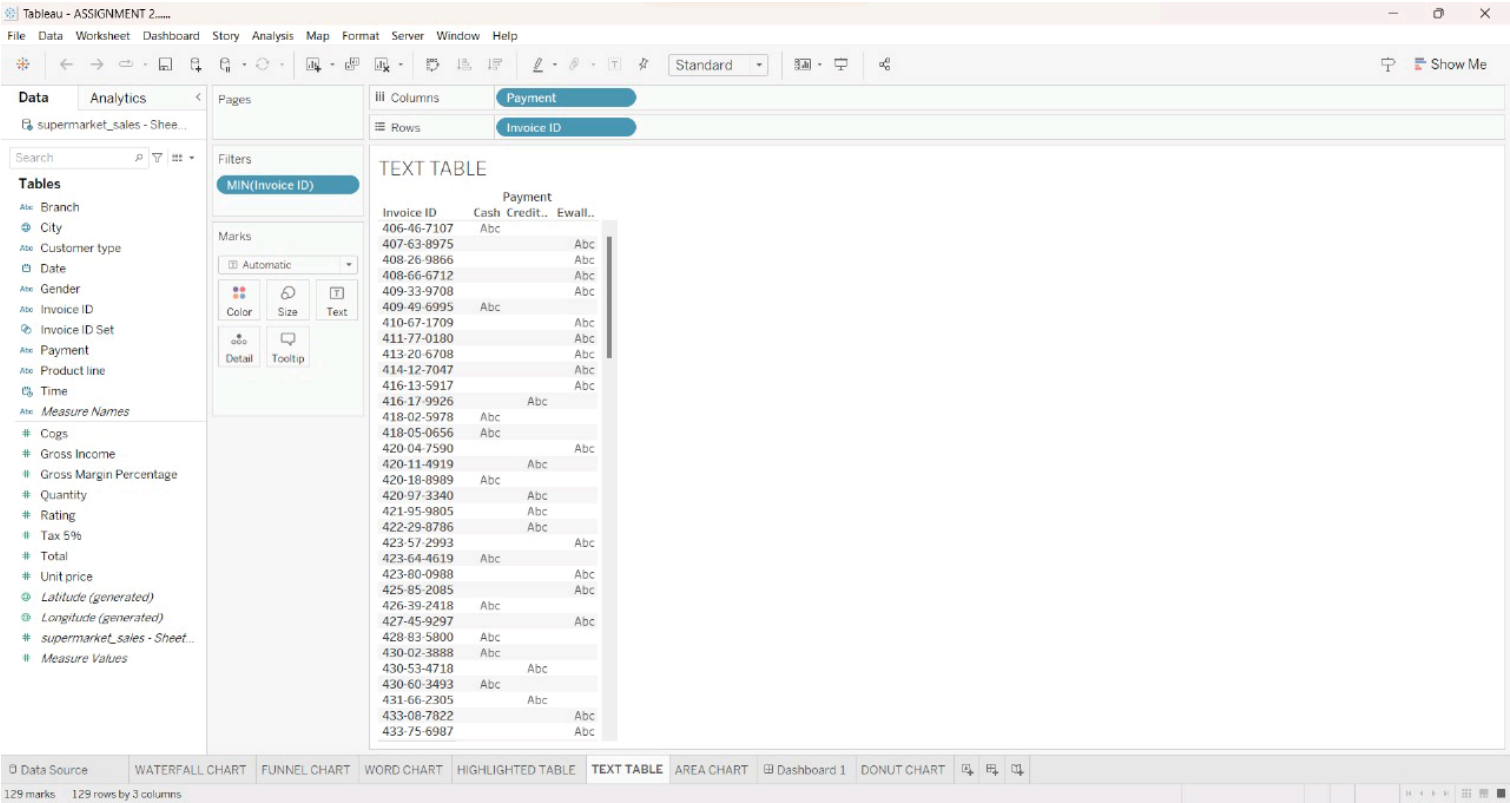 Tableau - ASSIGNMENT 2......
File Data Worksheet Dashboard Story Analysis Map Format Server Window Help
Standard
Show Me
Data Analytics
supermarket_sales - Shee...
Search
Tables
Abc Branch
City
Abc Customer type
Date
Abc Gender
Abc Invoice ID
Invoice ID Set
Abc Payment
Abc Product line
Time
Abc Measure Names
# Cogs
# Gross Income
# Gross Margin Percentage
# Quantity
# Rating
# Tax 5%
# Total
# Unit price
Latitude (generated)
Longitude (generated)
# supermarket_sales - Sheet...
# Measure Values
Pages
Filters
MIN(Invoice ID)
Marks
Automatic
Color Size Text
Detail Tooltip
Columns Payment
Rows Invoice ID
TEXT TABLE
Payment
Invoice ID Cash Credit.. Ewall..
406-46-7107 Abc
407-63-8975 Abc
408-26-9866 Abc
408-66-6712 Abc
409-33-9708 Abc
409-49-6995 Abc
410-67-1709 Abc
411-77-0180 Abc
413-20-6708 Abc
414-12-7047 Abc
416-13-5917 Abc
416-17-9926 Abc
418-02-5978 Abc
418-05-0656 Abc
420-04-7590 Abc
420-11-4919 Abc
420-18-8989 Abc
420-97-3340 Abc
421-95-9805 Abc
422-29-8786 Abc
423-57-2993 Abc
423-64-4619 Abc
423-80-0988 Abc
425-85-2085 Abc
426-39-2418 Abc
427-45-9297 Abc
428-83-5800 Abc
430-02-3888 Abc
430-53-4718 Abc
430-60-3493 Abc
431-66-2305 Abc
433-08-7822 Abc
433-75-6987 Abc
Data Source WATERFALL CHART FUNNEL CHART WORD CHART HIGHLIGHTED TABLE TEXT TABLE AREA CHART Dashboard 1 DONUT CHART
129 marks 129 rows by 3 columns